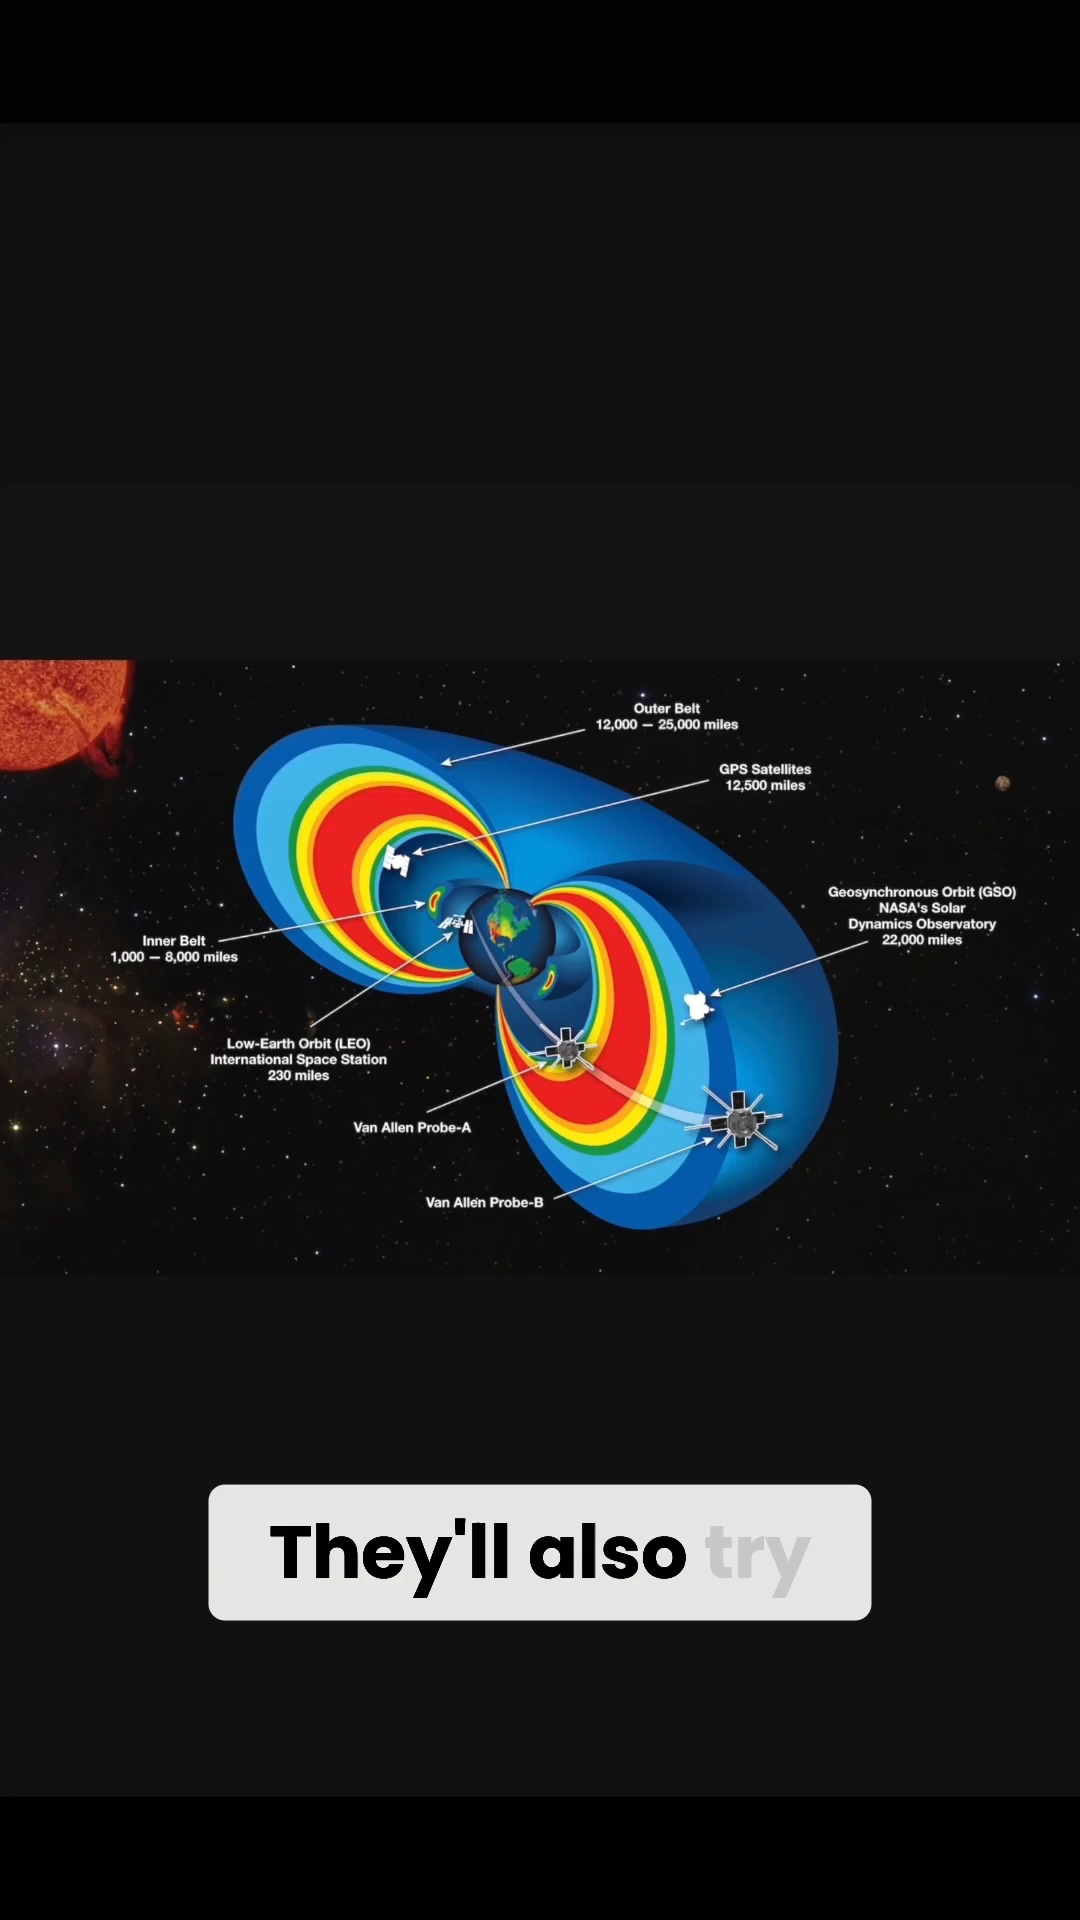 Outer Belt
12,000 — 25,000 miles
GPS Satellites
12,500 miles
Geosynchronous Orbit (GSO)
NASA's Solar
Dynamics Observatory
22,000 miles
Inner Belt
1,000 — 8,000 miles
Low-Earth Orbit (LEO)
International Space Station
230 miles
Van Allen Probe-A
Van Allen Probe-B
They'll also try